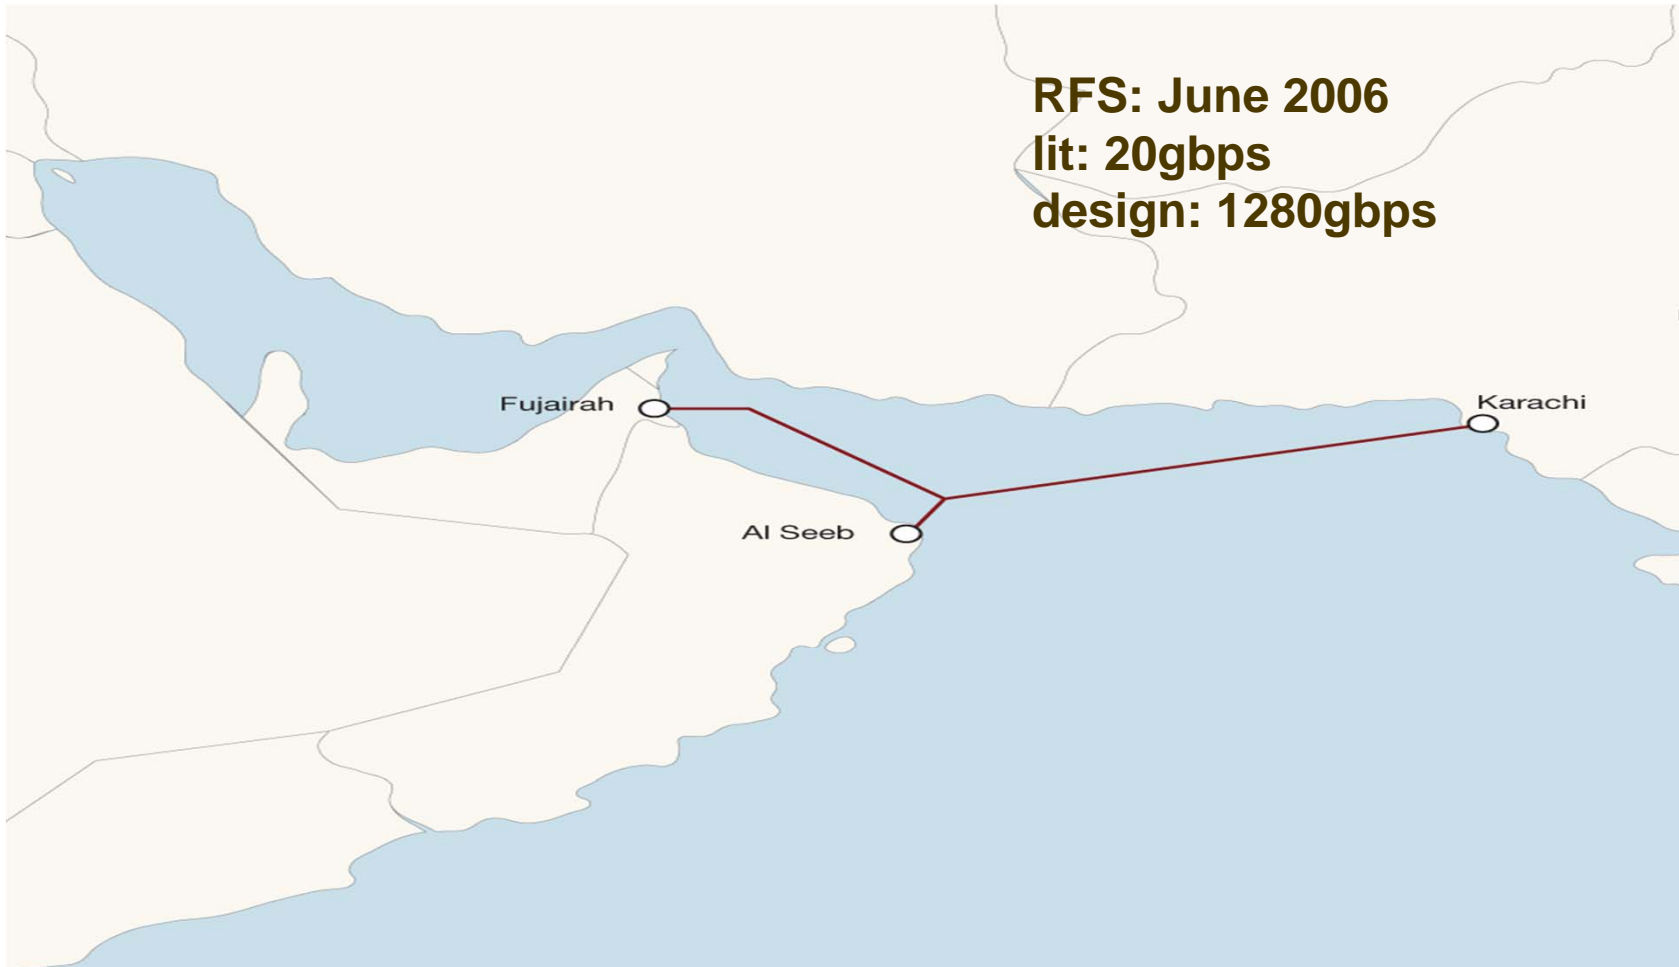 RFS: June 2006
lit: 20gbps
design: 1280gbps
Fujairah
Karachi
Al Seeb